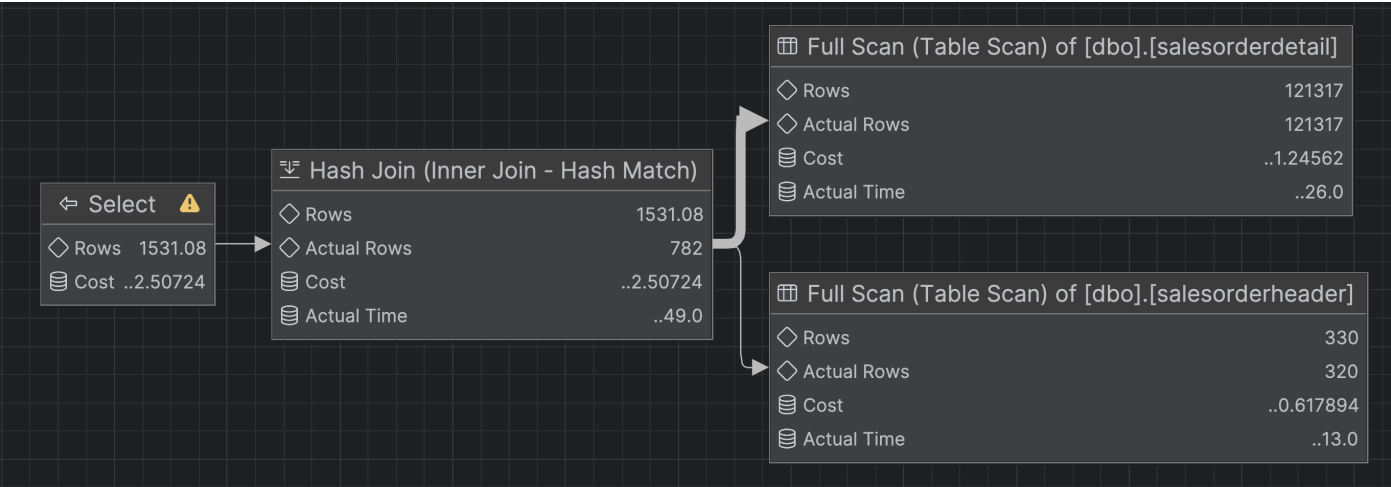 Select
Rows 1531.08
Cost ..2.50724
Hash Join (Inner Join - Hash Match)
Rows 1531.08
Actual Rows 782
Cost ..2.50724
Actual Time ..49.0
Full Scan (Table Scan) of [dbo].[salesorderdetail]
Rows 121317
Actual Rows 121317
Cost ..1.24562
Actual Time ..26.0
Full Scan (Table Scan) of [dbo].[salesorderheader]
Rows 330
Actual Rows 320
Cost ..0.617894
Actual Time ..13.0